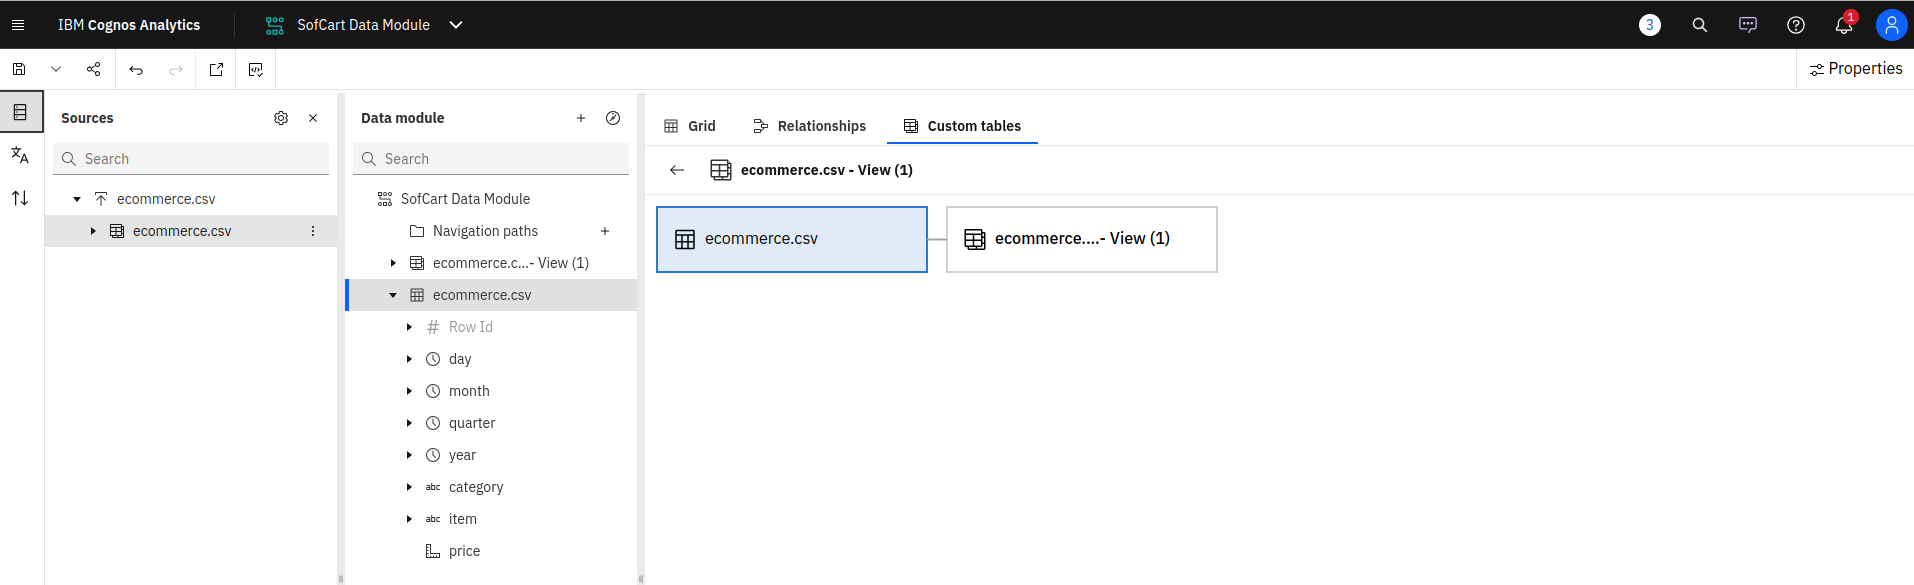 IBM Cognos Analytics
SofCart Data Module
3
1
Properties
Sources
Search
ecommerce.csv
ecommerce.csv
Data module
Search
SofCart Data Module
Navigation paths
ecommerce.c...- View (1)
ecommerce.csv
# Row Id
day
month
quarter
year
abc category
abc item
price
Grid
Relationships
Custom tables
ecommerce.csv - View (1)
ecommerce.csv
ecommerce....- View (1)